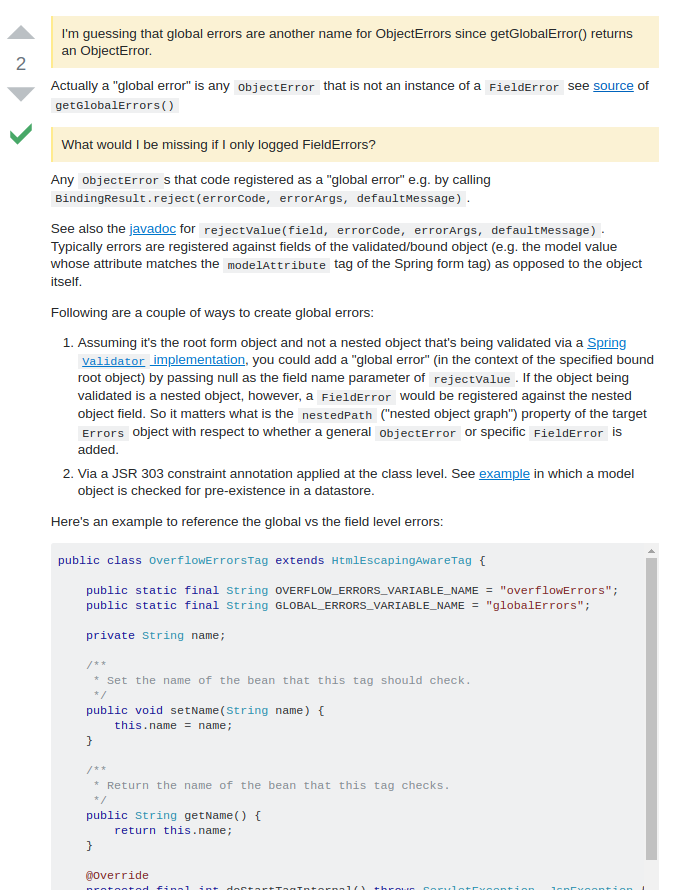 I'm guessing that global errors are another name for ObjectErrors since getGlobalError() returns
an ObjectError.
2
Actually a "global error" is any ObjectError that is not an instance of a FieldError see source of
getGlobalErrors()
What would I be missing if I only logged FieldErrors?
Any ObjectErrors that code registered as a "global error" e.g. by calling
BindingResult.reject(errorCode, errorArgs, defaultMessage).
See also the javadoc for rejectValue(field, errorCode, errorArgs, defaultMessage).
Typically errors are registered against fields of the validated/bound object (e.g. the model value
whose attribute matches the modelAttribute tag of the Spring form tag) as opposed to the object
itself.
Following are a couple of ways to create global errors:
1. Assuming it's the root form object and not a nested object that's being validated via a Spring
Validator implementation, you could add a "global error" (in the context of the specified bound
root object) by passing null as the field name parameter of rejectValue. If the object being
validated is a nested object, however, a FieldError would be registered against the nested
object field. So it matters what is the nestedPath ("nested object graph") property of the target
Errors object with respect to whether a general ObjectError or specific FieldError is
added.
2. Via a JSR 303 constraint annotation applied at the class level. See example in which a model
object is checked for pre-existence in a datastore.
Here's an example to reference the global vs the field level errors:
public class OverflowErrorsTag extends HtmlEscapingAwareTag {
public static final String OVERFLOW_ERRORS_VARIABLE_NAME = "overflowErrors";
public static final String GLOBAL_ERRORS_VARIABLE_NAME = "globalErrors";
private String name;
/**
* Set the name of the bean that this tag should check.
*/
public void setName(String name) {
this.name = name;
}
/**
* Return the name of the bean that this tag checks.
*/
public String getName() {
return this.name;
}
@Override
protected final int doStartTagInternal() throws ServletException, JspException {